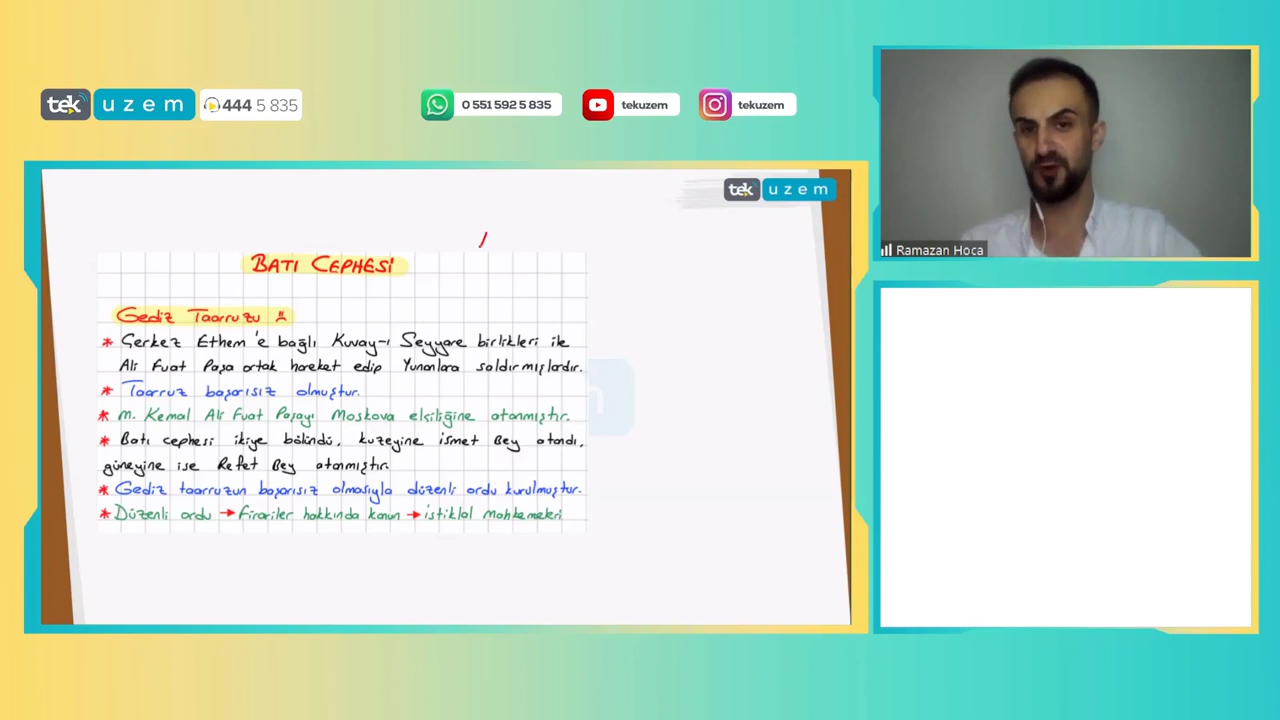 tek uzem 444 5 835
0 551 592 5 835
tekuzem
tekuzem
Ramazan Hoca
tek uzem
BATI CEPHESİ
Gediz Taarruzu
* Çerkez Ethem'e bağlı Kuvay-ı Seyyare birlikleri ile
Ali Fuat Paşa ortak hareket edip Yunanlara saldırmışlardır.
* Taarruz başarısız olmuştur.
* M. Kemal Ali Fuat Paşayı Moskova elçiliğine atanmıştır.
* Batı cephesi ikiye bölündü, kuzeyine ismet Bey atandı,
güneyine ise Refet Bey atanmıştır.
* Gediz taarruzun başarısız olmasıyla düzenli ordu kurulmuştur.
* Düzenli ordu → Firariler hakkında kanun → istiklal mahkemeleri